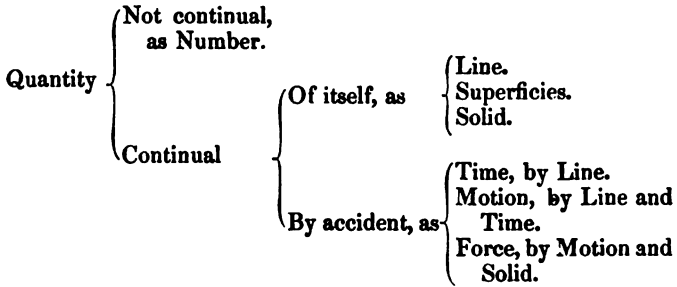 Not continual,
as Number.
Quantity
Continual
Of itself, as
Line.
Superficies.
Solid.
By accident, as
Time, by Line.
Motion, by Line and
Time.
Force, by Motion and
Solid.